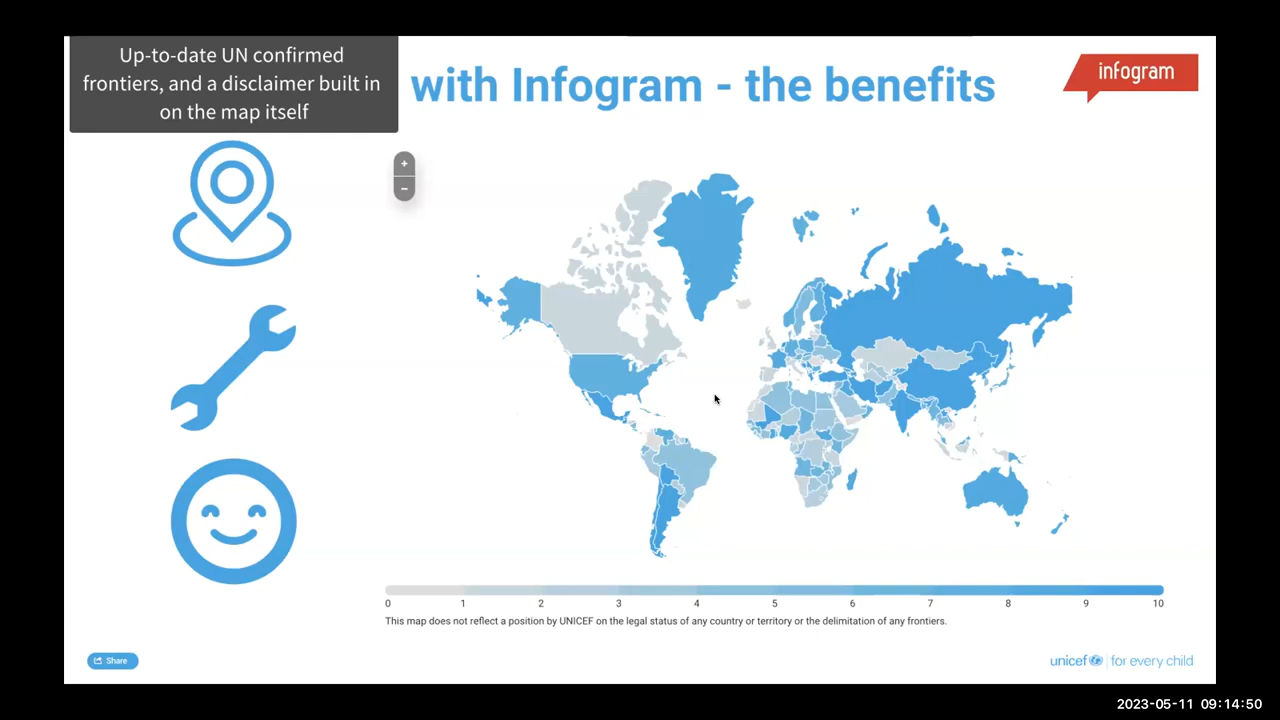 Up-to-date UN confirmed
frontiers, and a disclaimer built in
on the map itself
with Infogram - the benefits
infogram
+
−
0 1 2 3 4 5 6 7 8 9 10
This map does not reflect a position by UNICEF on the legal status of any country or territory or the delimitation of any frontiers.
Share
unicef for every child
2023-05-11 09:14:50